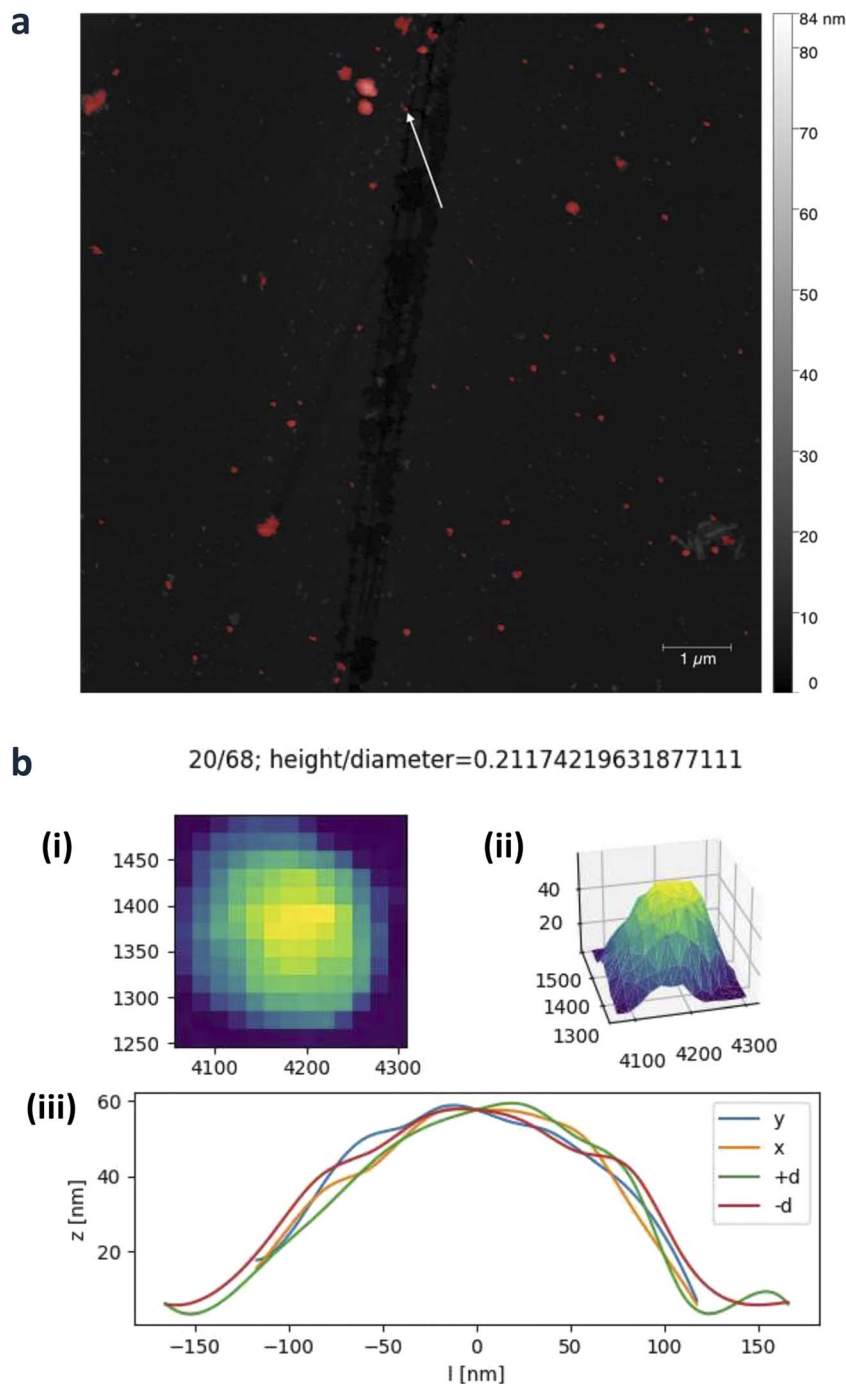 a
84 nm
80
70
60
50
40
30
20
10
0
1 µm
b
20/68; height/diameter=0.21174219631877111
(i)
1450
1400
1350
1300
1250
4100 4200 4300
(ii)
40
20
1500
1400
1300
4100 4200 4300
(iii)
60
40
20
z [nm]
y
x
+d
-d
−150 −100 −50 0 50 100 150
l [nm]